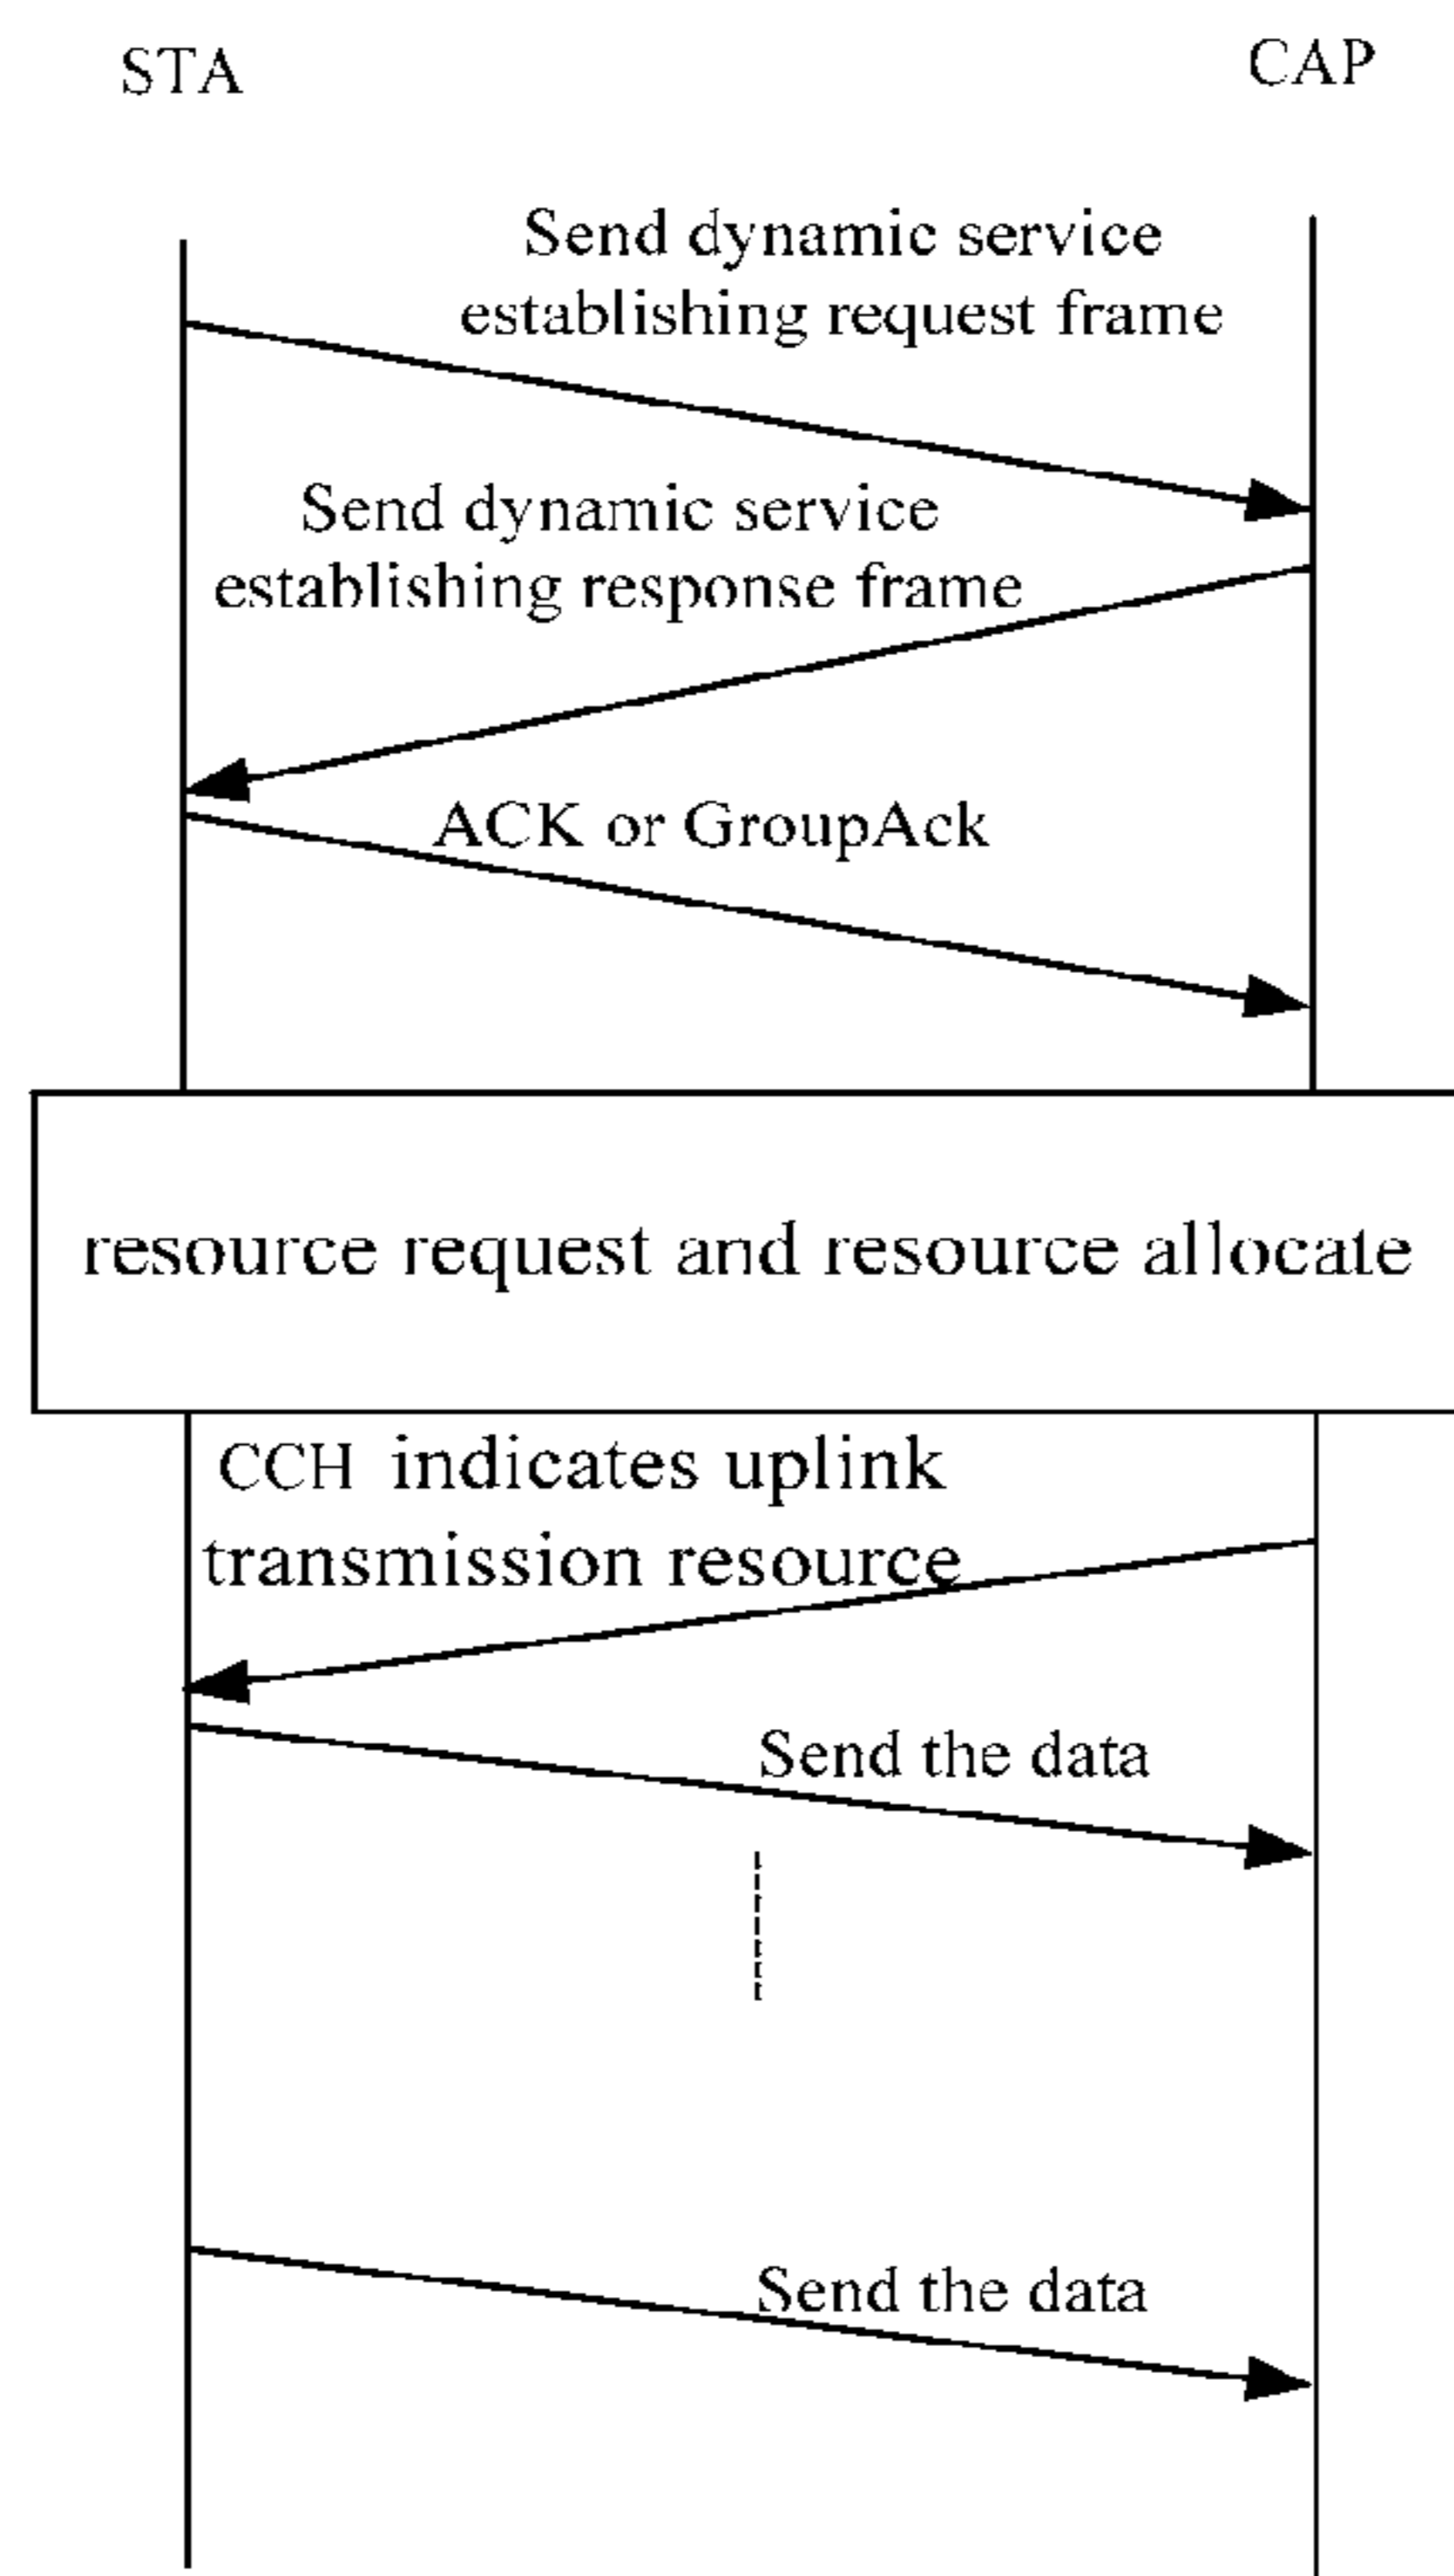 STA
CAP
Send dynamic service
establishing request frame
Send dynamic service
establishing response frame
ACK or GroupAck
resource request and resource allocate
CCH indicates uplink
transmission resource
Send the data
Send the data